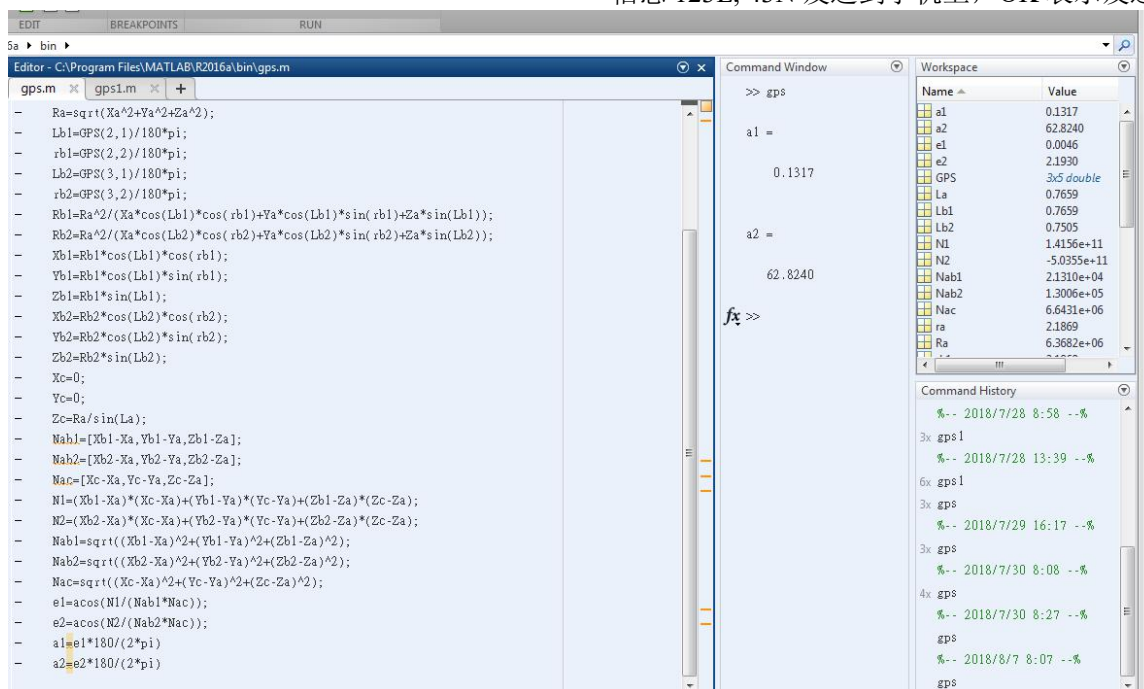 EDIT BREAKPOINTS RUN
bin
Editor - C:\Program Files\MATLAB\R2016a\bin\gps.m
gps.m gps1.m +
Ra=sqrt(Xa^2+Ya^2+Za^2);
Lb1=GPS(2,1)/180*pi;
rb1=GPS(2,2)/180*pi;
Lb2=GPS(3,1)/180*pi;
rb2=GPS(3,2)/180*pi;
Rb1=Ra^2/(Xa*cos(Lb1)*cos(rb1)+Ya*cos(Lb1)*sin(rb1)+Za*sin(Lb1));
Rb2=Ra^2/(Xa*cos(Lb2)*cos(rb2)+Ya*cos(Lb2)*sin(rb2)+Za*sin(Lb2));
Xb1=Rb1*cos(Lb1)*cos(rb1);
Yb1=Rb1*cos(Lb1)*sin(rb1);
Zb1=Rb1*sin(Lb1);
Xb2=Rb2*cos(Lb2)*cos(rb2);
Yb2=Rb2*cos(Lb2)*sin(rb2);
Zb2=Rb2*sin(Lb2);
Xc=0;
Yc=0;
Zc=Ra/sin(La);
Nab1=[Xb1-Xa,Yb1-Ya,Zb1-Za];
Nab2=[Xb2-Xa,Yb2-Ya,Zb2-Za];
Nac=[Xc-Xa,Yc-Ya,Zc-Za];
N1=(Xb1-Xa)*(Xc-Xa)+(Yb1-Ya)*(Yc-Ya)+(Zb1-Za)*(Zc-Za);
N2=(Xb2-Xa)*(Xc-Xa)+(Yb2-Ya)*(Yc-Ya)+(Zb2-Za)*(Zc-Za);
Nab1=sqrt((Xb1-Xa)^2+(Yb1-Ya)^2+(Zb1-Za)^2);
Nab2=sqrt((Xb2-Xa)^2+(Yb2-Ya)^2+(Zb2-Za)^2);
Nac=sqrt((Xc-Xa)^2+(Yc-Ya)^2+(Zc-Za)^2);
e1=acos(N1/(Nab1*Nac));
e2=acos(N2/(Nab2*Nac));
a1=e1*180/(2*pi)
a2=e2*180/(2*pi)
Command Window
>> gps
a1 =
0.1317
a2 =
62.8240
fx >>
Workspace
Name Value
a1 0.1317
a2 62.8240
e1 0.0046
e2 2.1930
GPS 3x5 double
La 0.7659
Lb1 0.7659
Lb2 0.7505
N1 1.4156e+11
N2 -5.0355e+11
Nab1 2.1310e+04
Nab2 1.3006e+05
Nac 6.6431e+06
ra 2.1869
Ra 6.3682e+06
Command History
%-- 2018/7/28 8:58 --%
3x gps1
%-- 2018/7/28 13:39 --%
6x gps1
3x gps
%-- 2018/7/29 16:17 --%
3x gps
%-- 2018/7/30 8:08 --%
4x gps
%-- 2018/7/30 8:27 --%
gps
%-- 2018/8/7 8:07 --%
gps